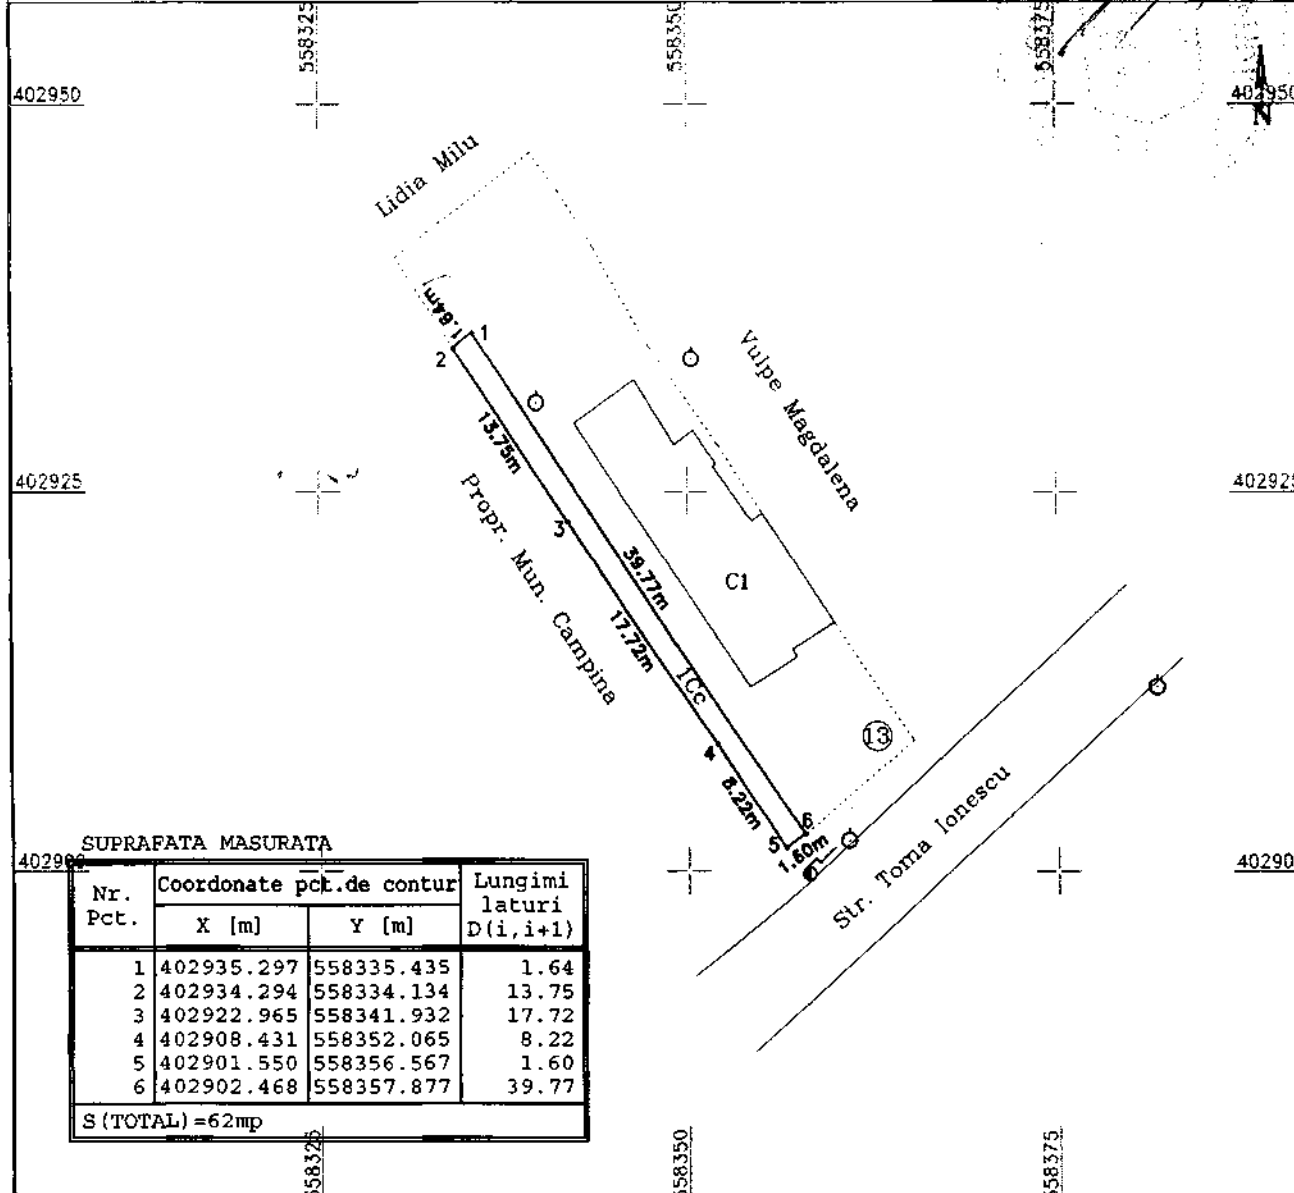 558325
558350
558375
402950
402950
N
Lidia Milu
1.64m
1
2
Vulpe Magdalena
13.75m
402925
402925
Propr. Mun. Campina
3
39.77m
C1
17.72m
1Cc
13
4
8.22m
6
5
1.60m
Str. Toma Ionescu
SUPRAFATA MASURATA
40290
Nr. Pct.
Coordonate pct.de contur
Lungimi laturi D(i,i+1)
X [m]
Y [m]
1 402935.297 558335.435 1.64
2 402934.294 558334.134 13.75
3 402922.965 558341.932 17.72
4 402908.431 558352.065 8.22
5 402901.550 558356.567 1.60
6 402902.468 558357.877 39.77
S(TOTAL)=62mp
558325
558350
558375